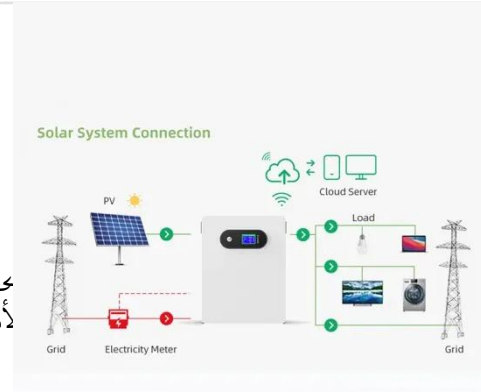 Solar System Connection
PV
Cloud Server
Load
Grid
Electricity Meter
Grid